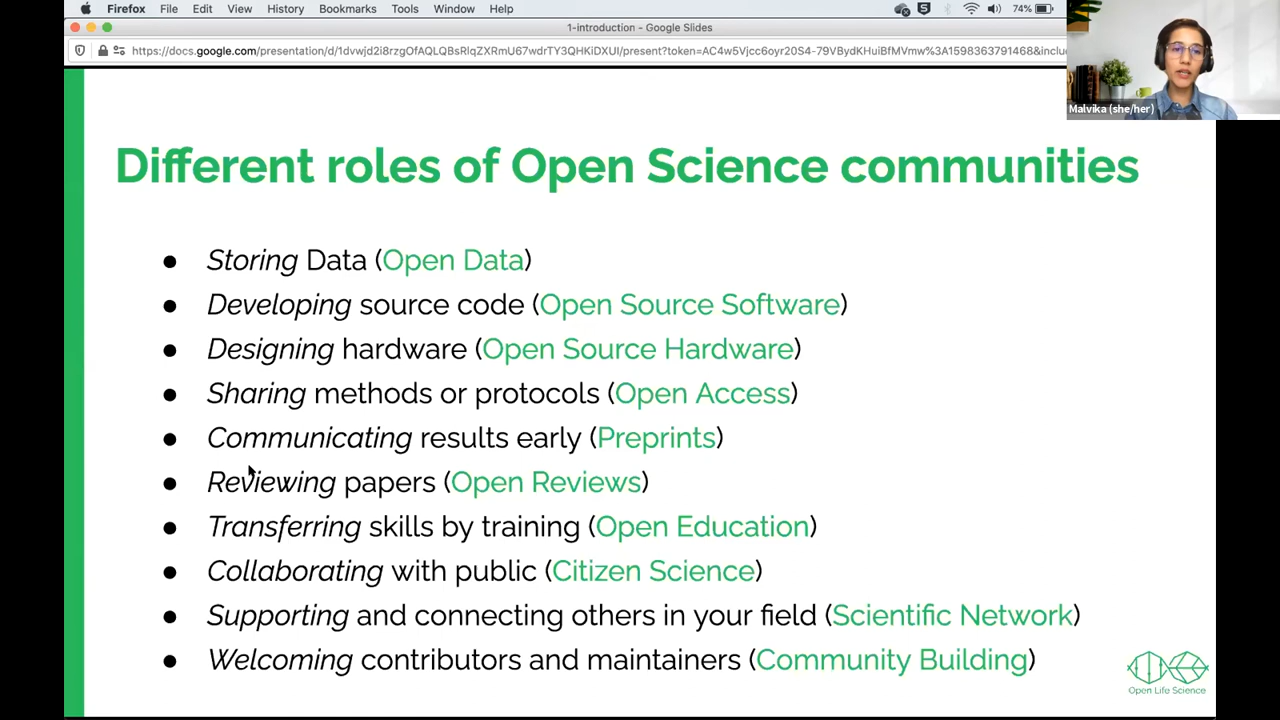 Firefox File Edit View History Bookmarks Tools Window Help 74%
1-introduction - Google Slides
Malvika (she/her)
Different roles of Open Science communities
● Storing Data (Open Data)
● Developing source code (Open Source Software)
● Designing hardware (Open Source Hardware)
● Sharing methods or protocols (Open Access)
● Communicating results early (Preprints)
● Reviewing papers (Open Reviews)
● Transferring skills by training (Open Education)
● Collaborating with public (Citizen Science)
● Supporting and connecting others in your field (Scientific Network)
● Welcoming contributors and maintainers (Community Building)
Open Life Science